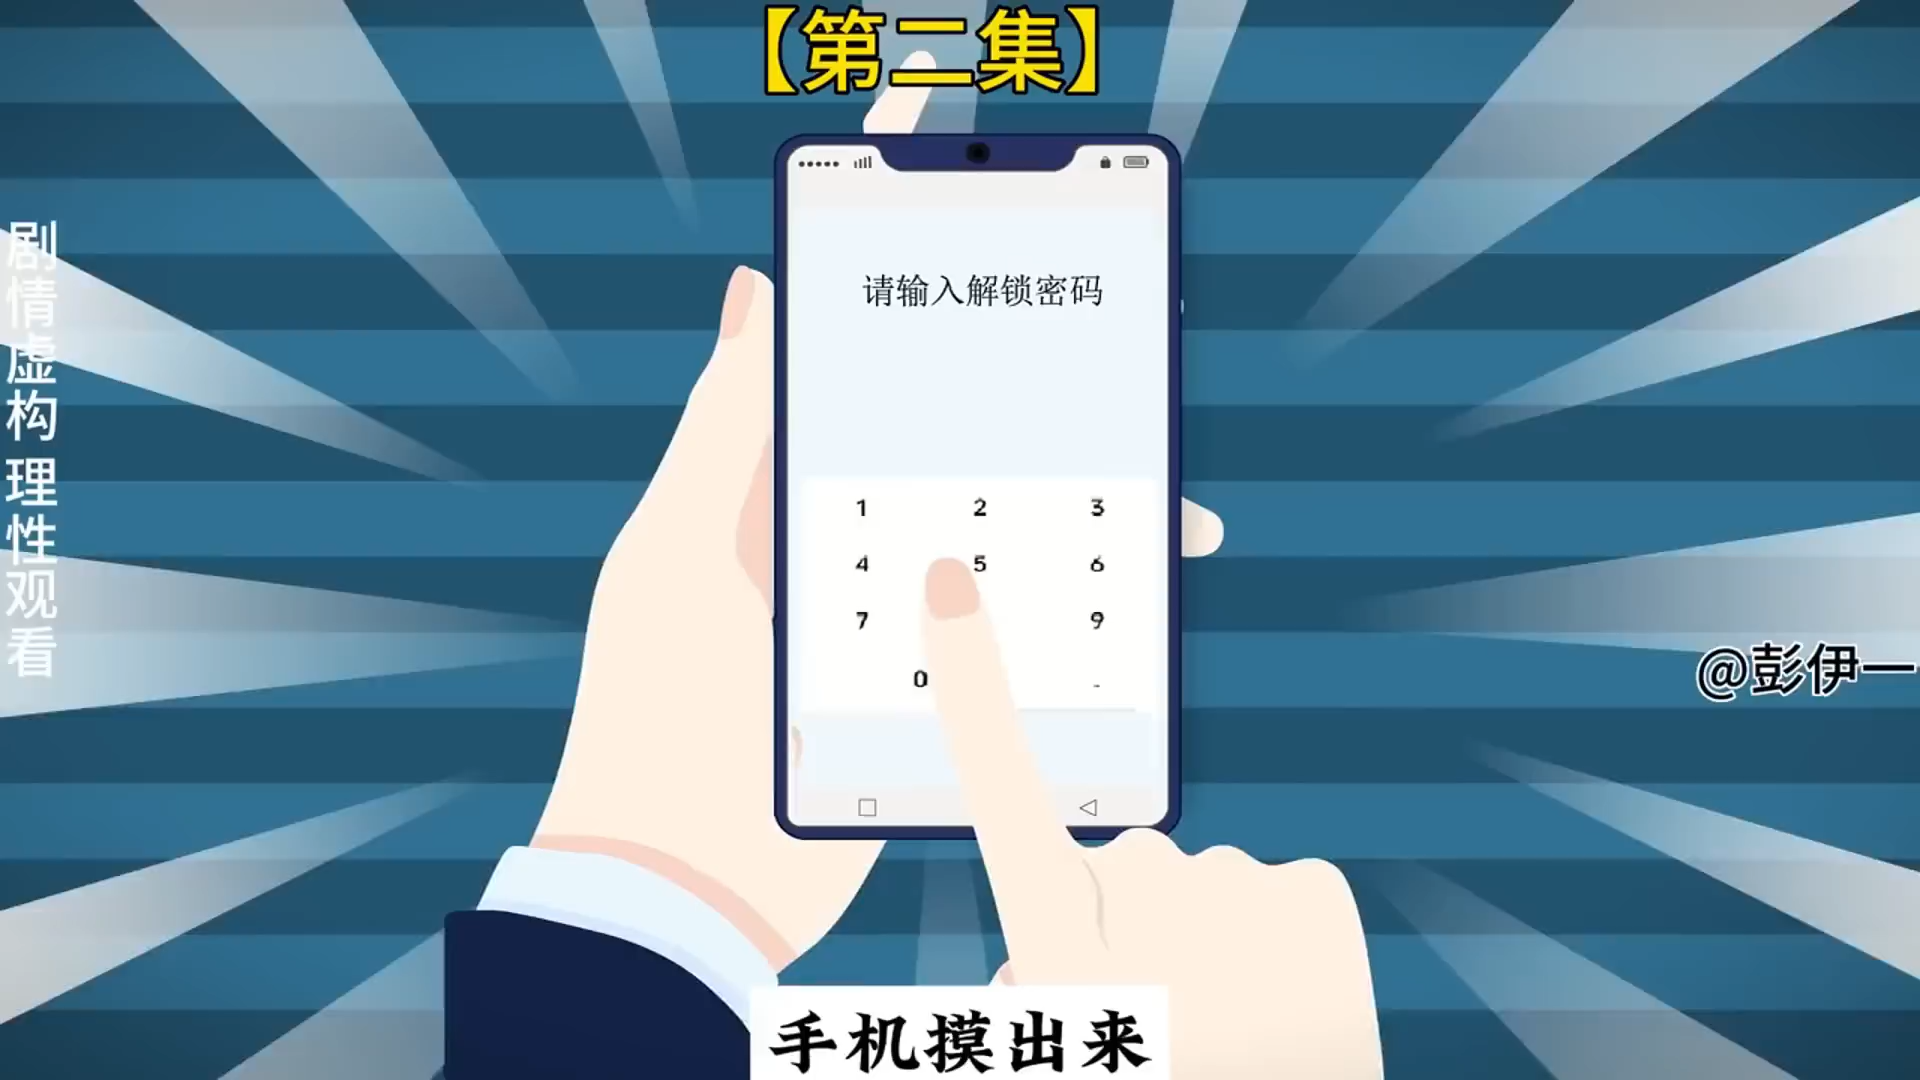 【第二集】
剧情虚构 理性观看
请输入解锁密码
1 2 3
4 5 6
7 9
0 -
@彭伊一
手机摸出来